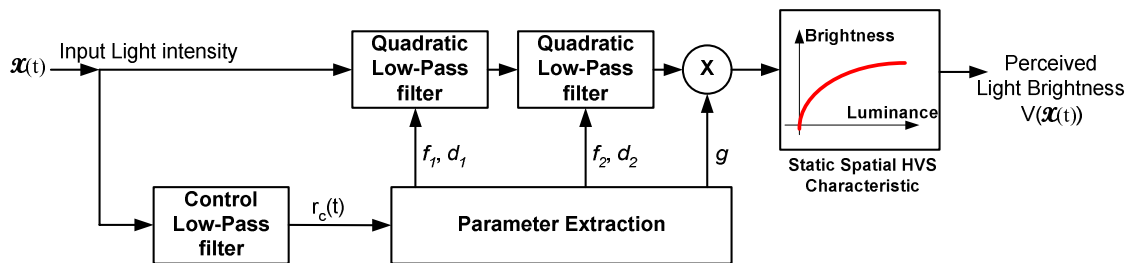 𝒳(t)
Input Light intensity
Quadratic
Low-Pass
filter
Quadratic
Low-Pass
filter
X
Brightness
Luminance
Static Spatial HVS
Characteristic
Perceived
Light Brightness
V(𝒳(t))
f1, d1
f2, d2
g
Control
Low-Pass
filter
rc(t)
Parameter Extraction